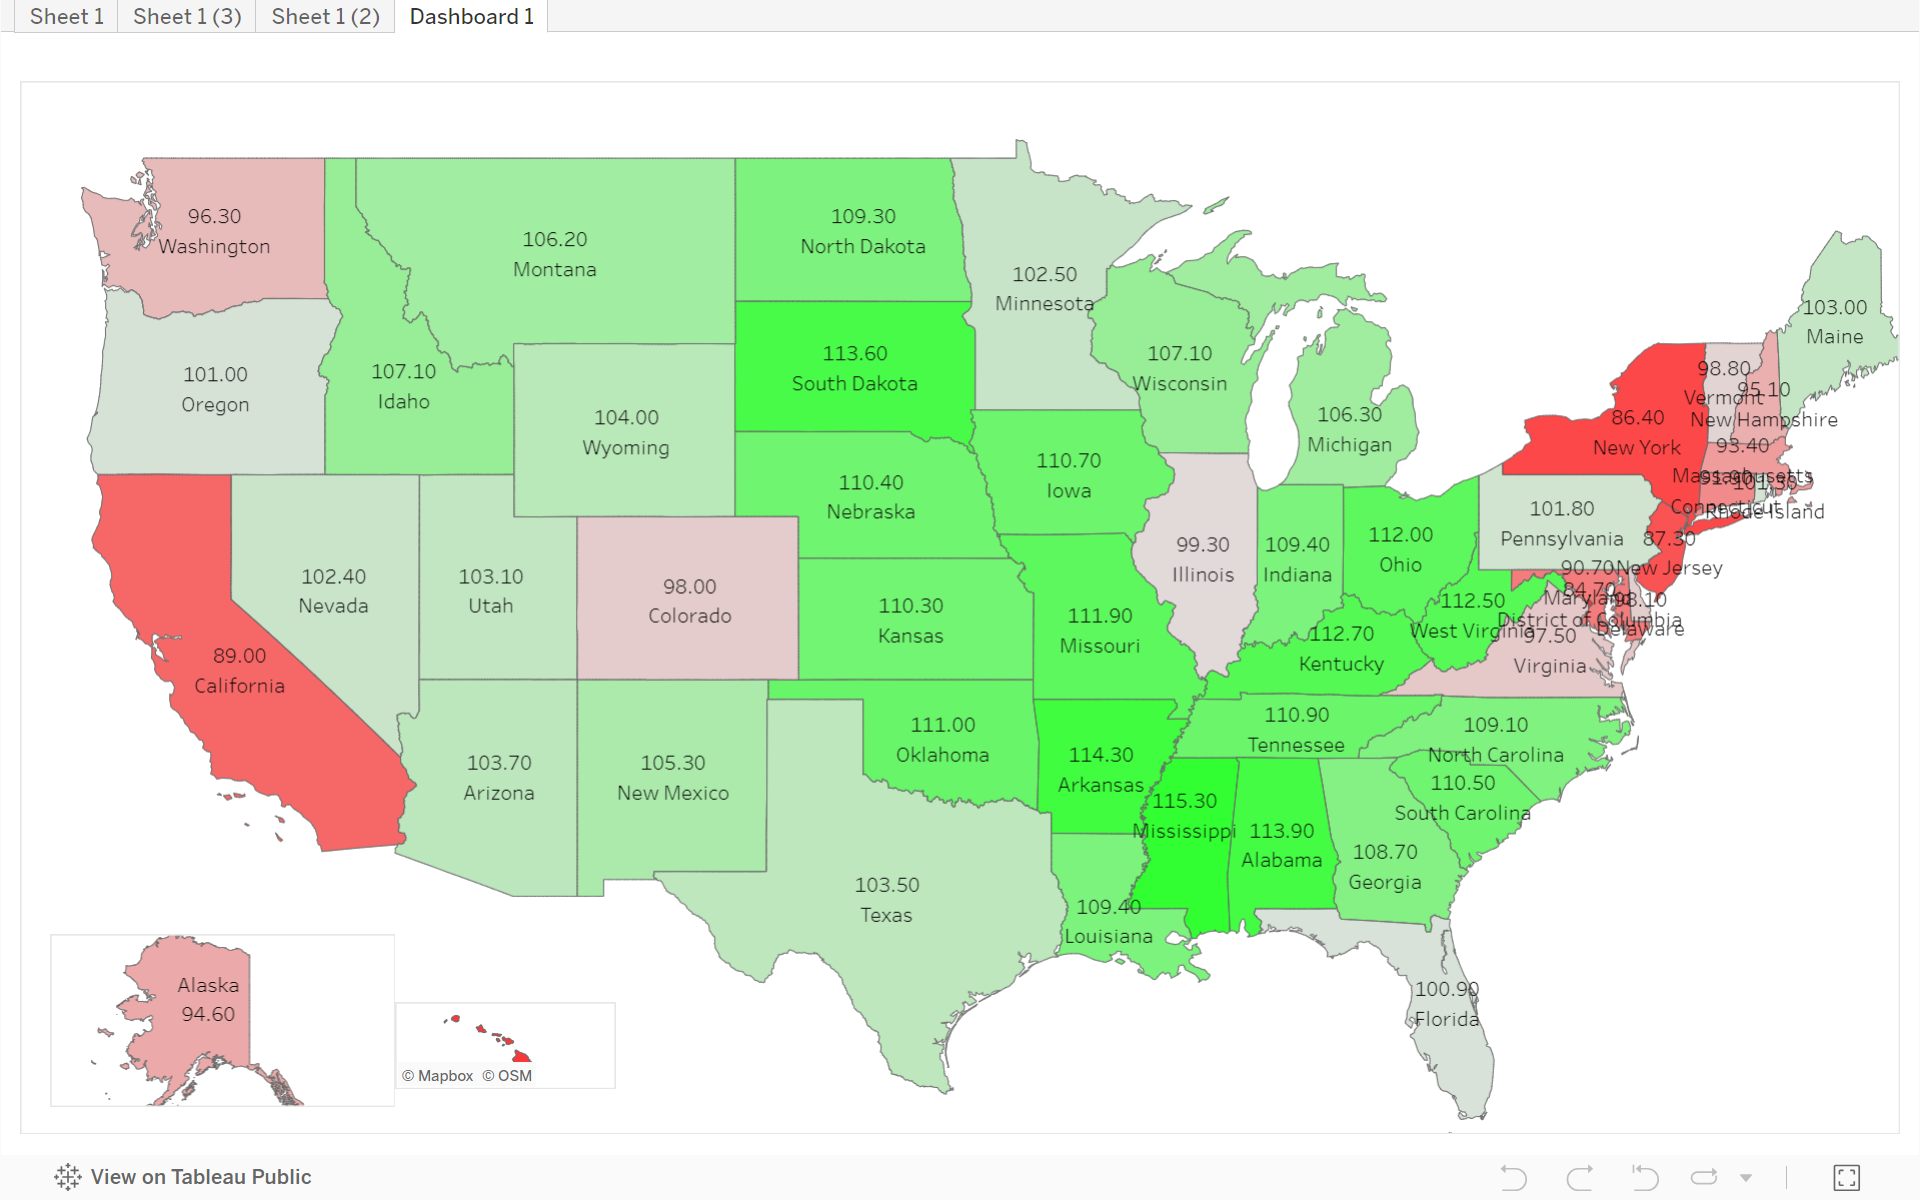 Sheet 1
Sheet 1 (3)
Sheet 1 (2)
Dashboard 1
96.30
Washington
106.20
Montana
109.30
North Dakota
102.50
Minnesota
103.00
Maine
101.00
Oregon
107.10
Idaho
104.00
Wyoming
113.60
South Dakota
107.10
Wisconsin
106.30
Michigan
86.40
New York
98.80
Vermont
95.10
New Hampshire
93.40
Massachusetts
91.90
Connecticut
101.30
Rhode Island
110.40
Nebraska
110.70
Iowa
99.30
Illinois
109.40
Indiana
112.00
Ohio
101.80
Pennsylvania
87.30
New Jersey
90.70
Maryland
84.70
District of Columbia
98.10
Delaware
102.40
Nevada
103.10
Utah
98.00
Colorado
110.30
Kansas
111.90
Missouri
112.70
Kentucky
112.50
West Virginia
97.50
Virginia
89.00
California
103.70
Arizona
105.30
New Mexico
111.00
Oklahoma
114.30
Arkansas
110.90
Tennessee
109.10
North Carolina
110.50
South Carolina
115.30
Mississippi
113.90
Alabama
108.70
Georgia
103.50
Texas
109.40
Louisiana
100.90
Florida
Alaska
94.60
© Mapbox © OSM
View on Tableau Public